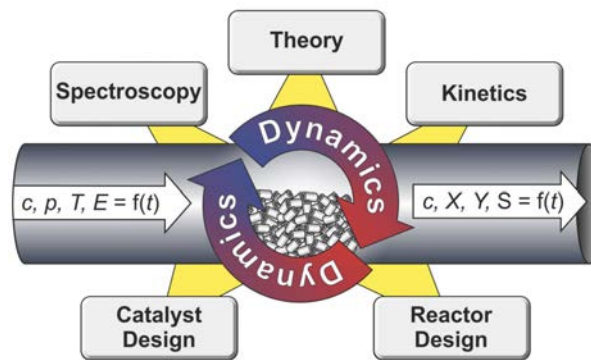 Theory
Spectroscopy
Kinetics
Dynamics
c, p, T, E = f(t)
c, X, Y, S = f(t)
Dynamics
Catalyst
Design
Reactor
Design